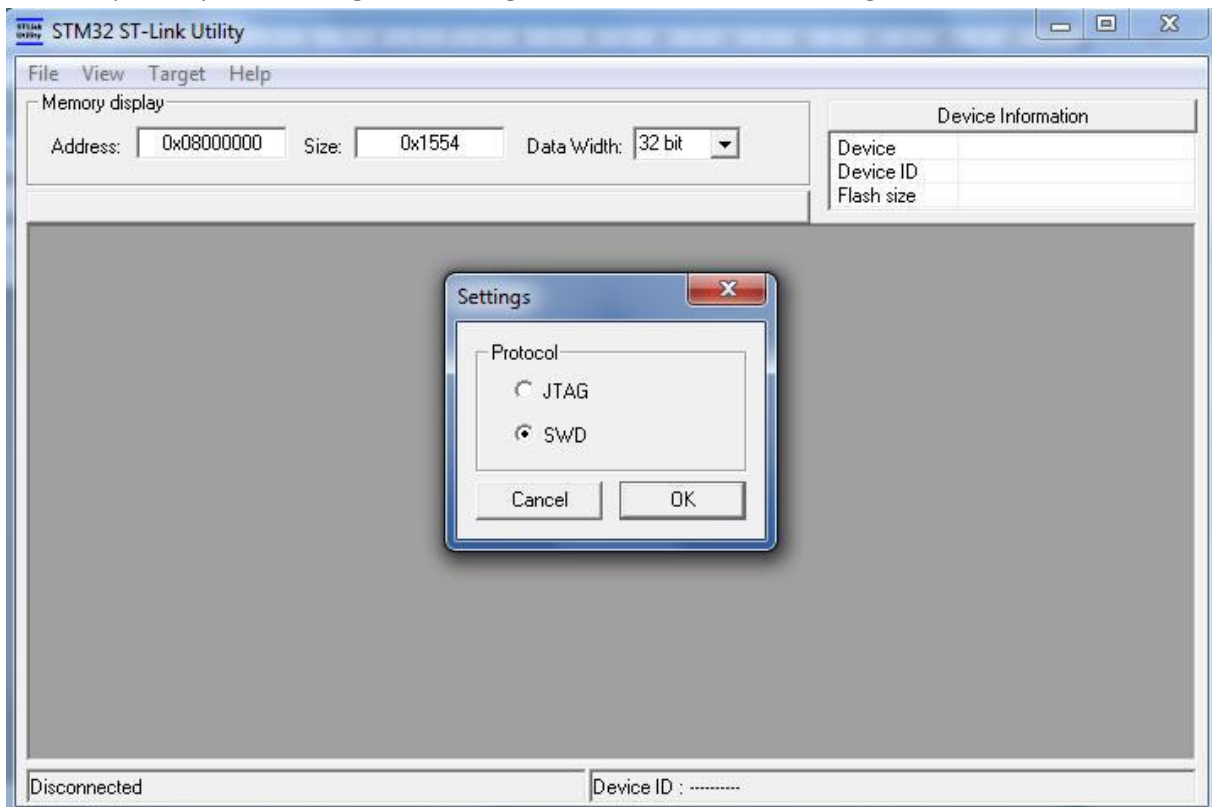 STM32 ST-Link Utility
File View Target Help
Memory display
Address: 0x08000000 Size: 0x1554 Data Width: 32 bit
Device Information
Device
Device ID
Flash size
Settings
Protocol
JTAG
SWD
Cancel OK
Disconnected Device ID : ----------